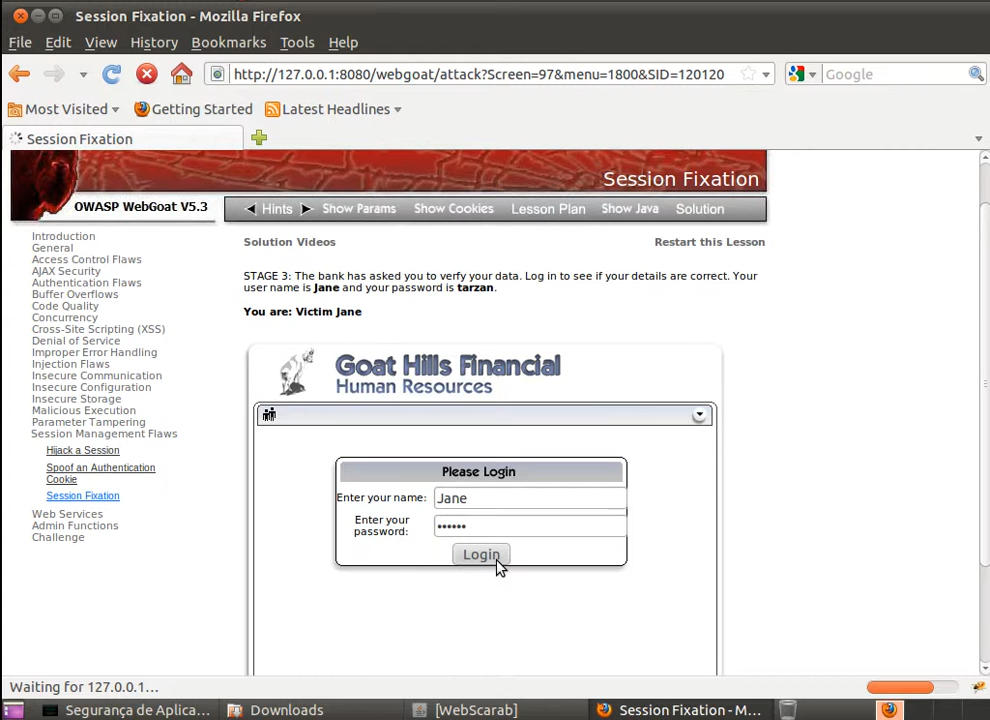 Session Fixation - Mozilla Firefox
File Edit View History Bookmarks Tools Help
http://127.0.0.1:8080/webgoat/attack?Screen=97&menu=1800&SID=120120
Google
Most Visited Getting Started Latest Headlines
Session Fixation
Session Fixation
OWASP WebGoat V5.3
Hints Show Params Show Cookies Lesson Plan Show Java Solution
Introduction
General
Access Control Flaws
AJAX Security
Authentication Flaws
Buffer Overflows
Code Quality
Concurrency
Cross-Site Scripting (XSS)
Denial of Service
Improper Error Handling
Injection Flaws
Insecure Communication
Insecure Configuration
Insecure Storage
Malicious Execution
Parameter Tampering
Session Management Flaws
Hijack a Session
Spoof an Authentication
Cookie
Session Fixation
Web Services
Admin Functions
Challenge
Solution Videos Restart this Lesson
STAGE 3: The bank has asked you to verfy your data. Log in to see if your details are correct. Your
user name is Jane and your password is tarzan.
You are: Victim Jane
Goat Hills Financial
Human Resources
Please Login
Enter your name: Jane
Enter your
password: ••••••
Login
Waiting for 127.0.0.1...
Segurança de Aplica... Downloads [WebScarab] Session Fixation - M...